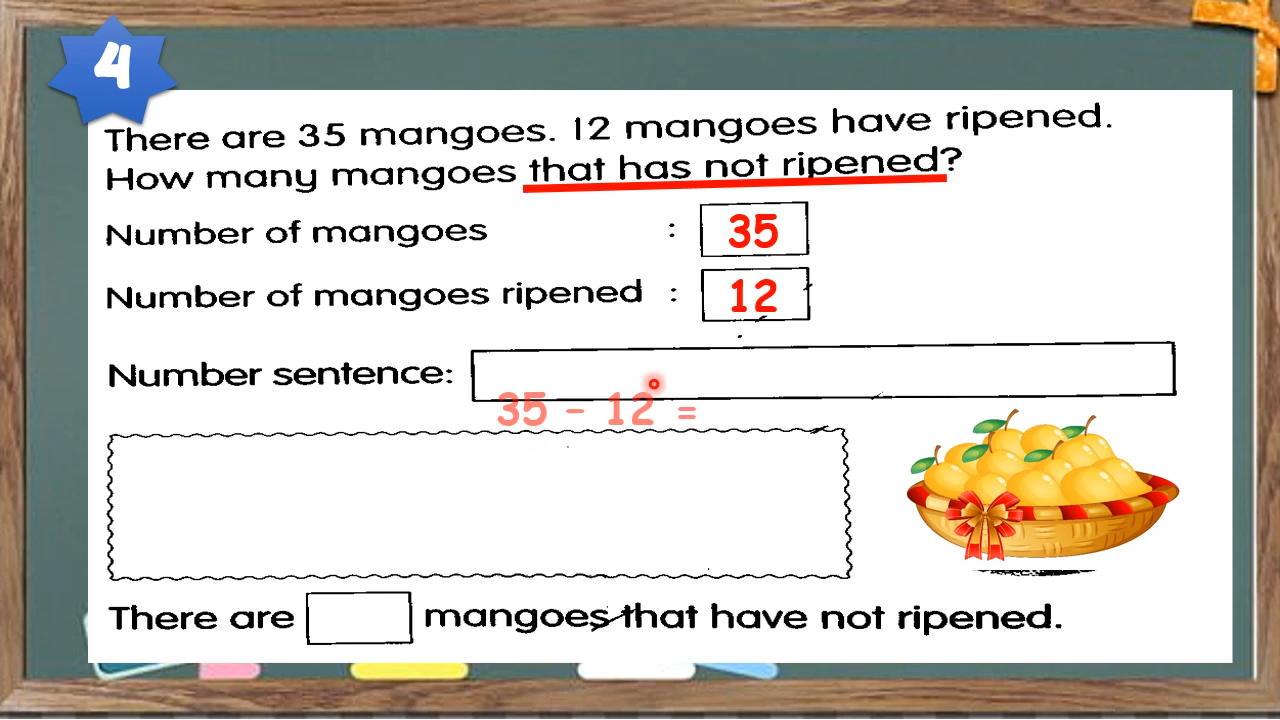 4
There are 35 mangoes. 12 mangoes have ripened.
How many mangoes that has not ripened?
Number of mangoes : 35
Number of mangoes ripened : 12
Number sentence:
35 - 12 =
There are mangoes that have not ripened.